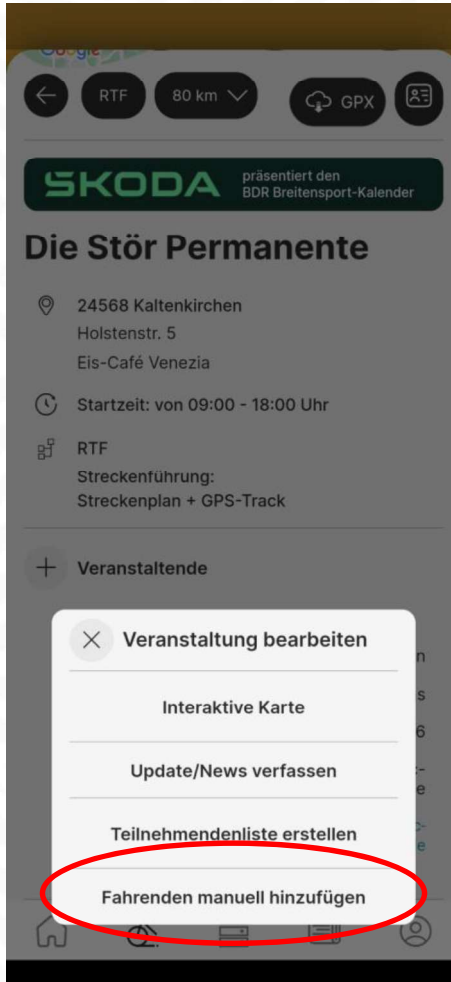 Google
RTF
80 km
GPX
ŠKODA
präsentiert den
BDR Breitensport-Kalender
Die Stör Permanente
24568 Kaltenkirchen
Holstenstr. 5
Eis-Café Venezia
Startzeit: von 09:00 - 18:00 Uhr
RTF
Streckenführung:
Streckenplan + GPS-Track
Veranstaltende
Veranstaltung bearbeiten
Interaktive Karte
Update/News verfassen
Teilnehmendenliste erstellen
Fahrenden manuell hinzufügen